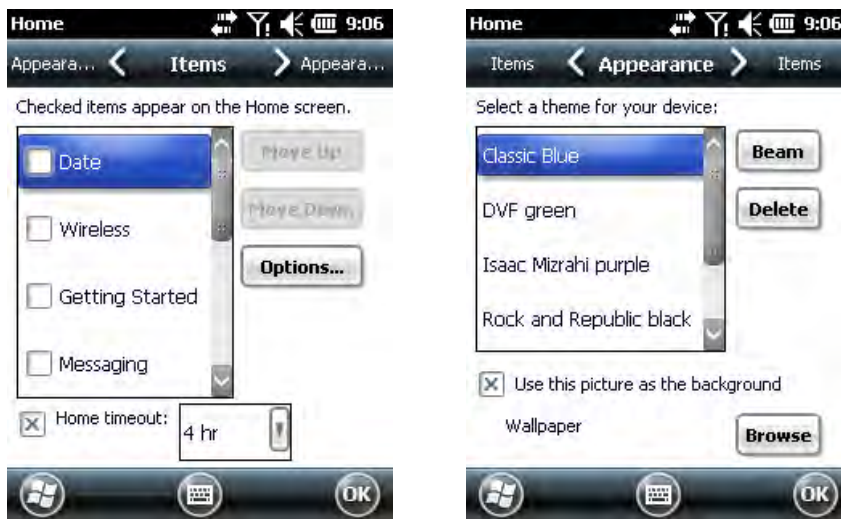 Home 9:06
Appeara... Items Appeara...
Checked items appear on the Home screen.
Date
Move Up
Wireless
Move Down
Options...
Getting Started
Messaging
Home timeout: 4 hr
OK
Home 9:06
Items Appearance Items
Select a theme for your device:
Classic Blue
Beam
DVF green
Delete
Isaac Mizrahi purple
Rock and Republic black
Use this picture as the background
Wallpaper
Browse
OK